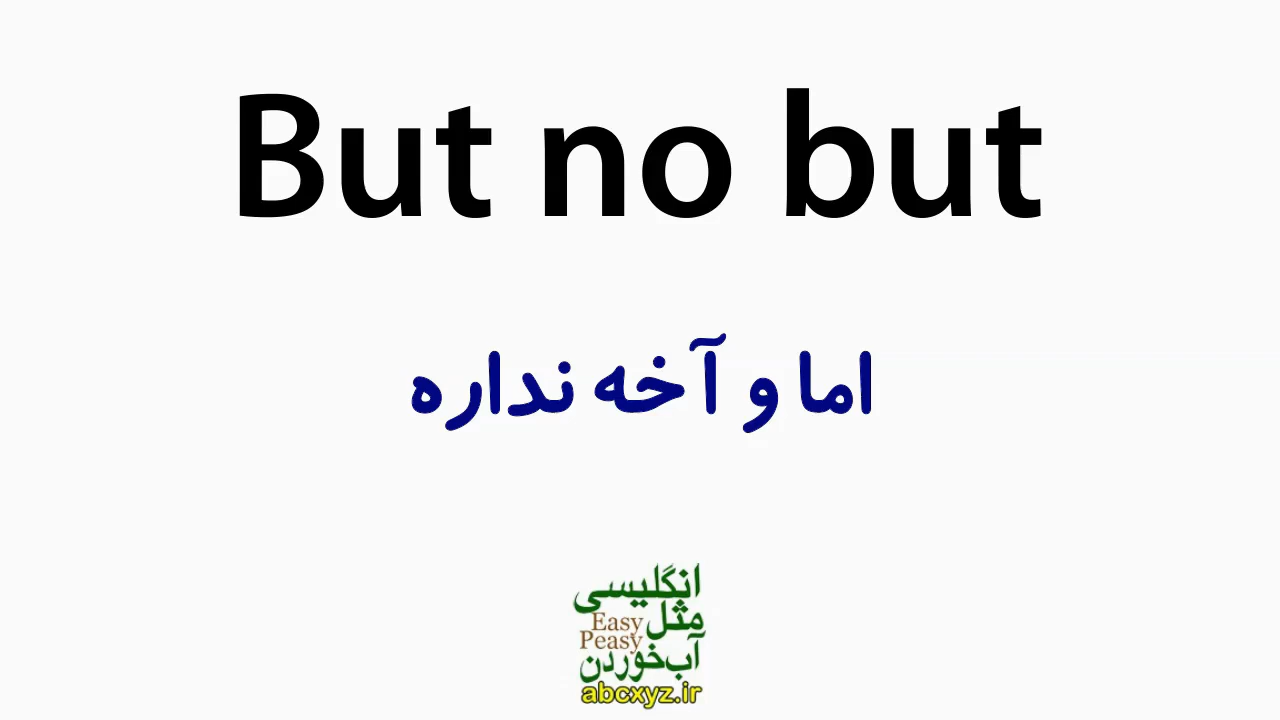 But no but
اما و آخه نداره
انگلیسی
مثل Easy
Peasy
آب‌خوردن
abcxyz.ir